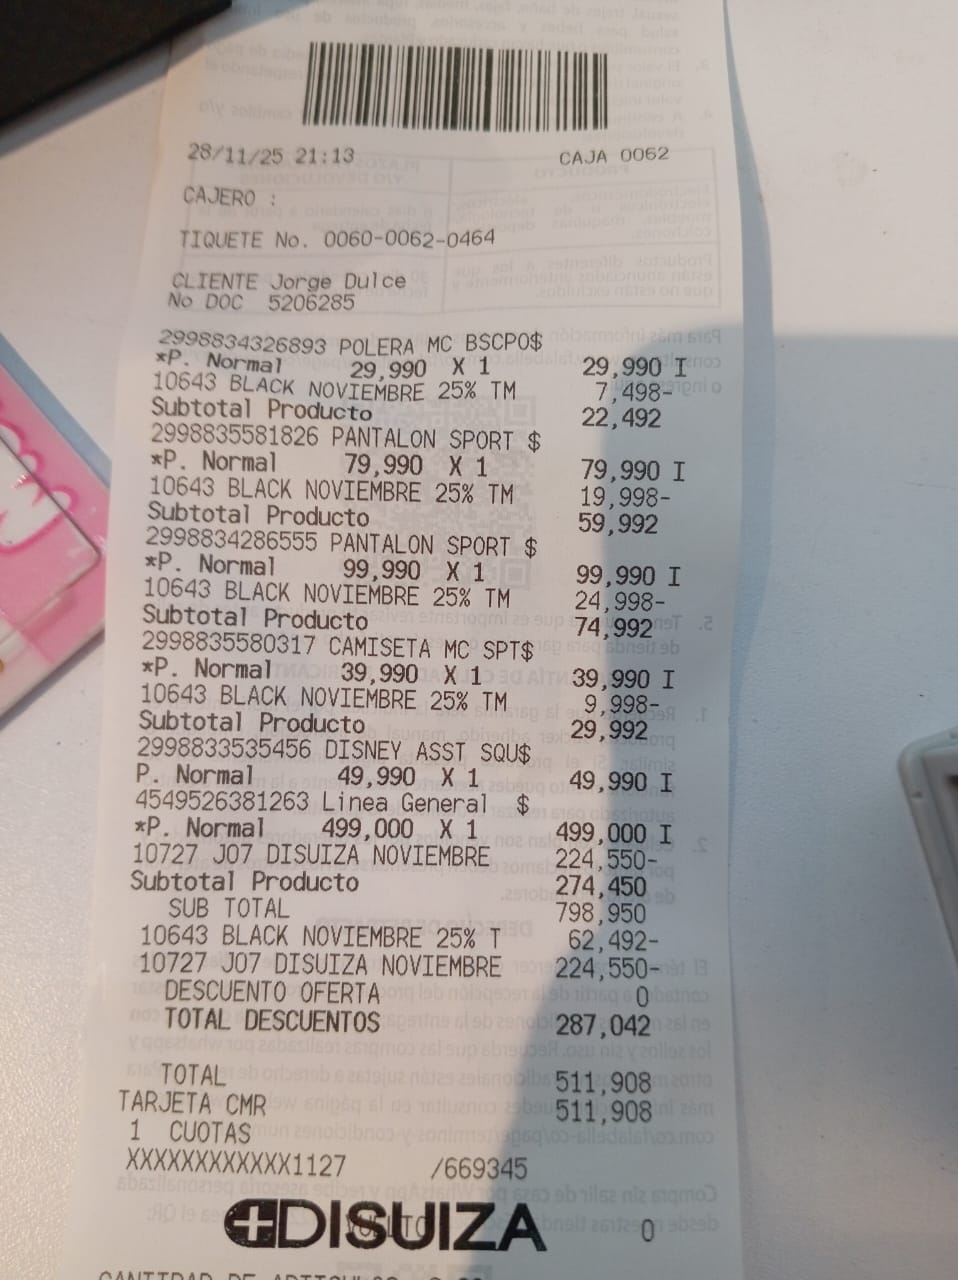 28/11/25 21:13 CAJA 0062
CAJERO :
TIQUETE No. 0060-0062-0464
CLIENTE Jorge Dulce
No DOC 5206285
2998834326893 POLERA MC BSCPO$
*P. Normal 29,990 X 1 29,990 I
10643 BLACK NOVIEMBRE 25% TM 7,498-
Subtotal Producto 22,492
2998835581826 PANTALON SPORT $
*P. Normal 79,990 X 1 79,990 I
10643 BLACK NOVIEMBRE 25% TM 19,998-
Subtotal Producto 59,992
2998834286555 PANTALON SPORT $
*P. Normal 99,990 X 1 99,990 I
10643 BLACK NOVIEMBRE 25% TM 24,998-
Subtotal Producto 74,992
2998835580317 CAMISETA MC SPT$
*P. Normal 39,990 X 1 39,990 I
10643 BLACK NOVIEMBRE 25% TM 9,998-
Subtotal Producto 29,992
2998833535456 DISNEY ASST SQU$
P. Normal 49,990 X 1 49,990 I
4549526381263 Linea General $
*P. Normal 499,000 X 1 499,000 I
10727 J07 DISUIZA NOVIEMBRE 224,550-
Subtotal Producto 274,450
SUB TOTAL 798,950
10643 BLACK NOVIEMBRE 25% T 62,492-
10727 J07 DISUIZA NOVIEMBRE 224,550-
DESCUENTO OFERTA 0
TOTAL DESCUENTOS 287,042
TOTAL 511,908
TARJETA CMR 511,908
1 CUOTAS
XXXXXXXXXXXX1127 /669345
DISUIZA
VUELTO 0
CANTIDAD DE